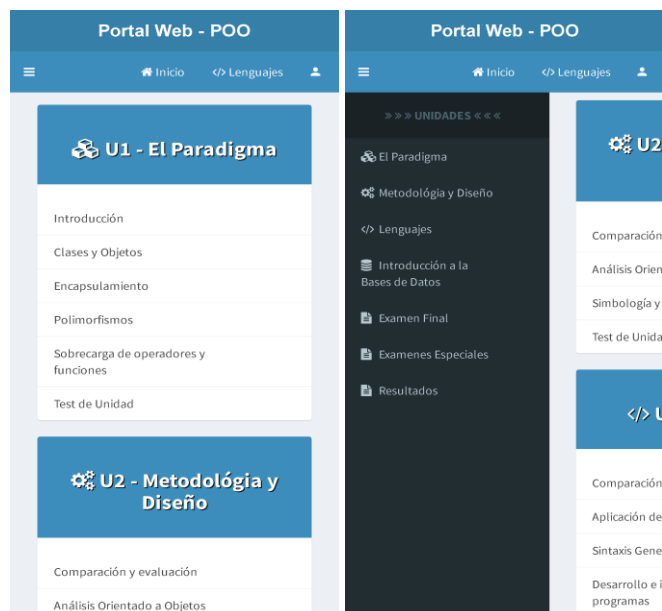 Portal Web - POO
Inicio </> Lenguajes
U1 - El Paradigma
Introducción
Clases y Objetos
Encapsulamiento
Polimorfismos
Sobrecarga de operadores y
funciones
Test de Unidad
U2 - Metodológia y
Diseño
Comparación y evaluación
Análisis Orientado a Objetos
Portal Web - POO
Inicio </> Lenguajes
» » » UNIDADES « « «
El Paradigma
Metodológia y Diseño
</> Lenguajes
Introducción a la
Bases de Datos
Examen Final
Examenes Especiales
Resultados
U2
Comparación
Análisis Orien
Simbología y
Test de Unida
</> U
Comparación
Aplicación de
Sintaxis Gene
Desarrollo e i
programas